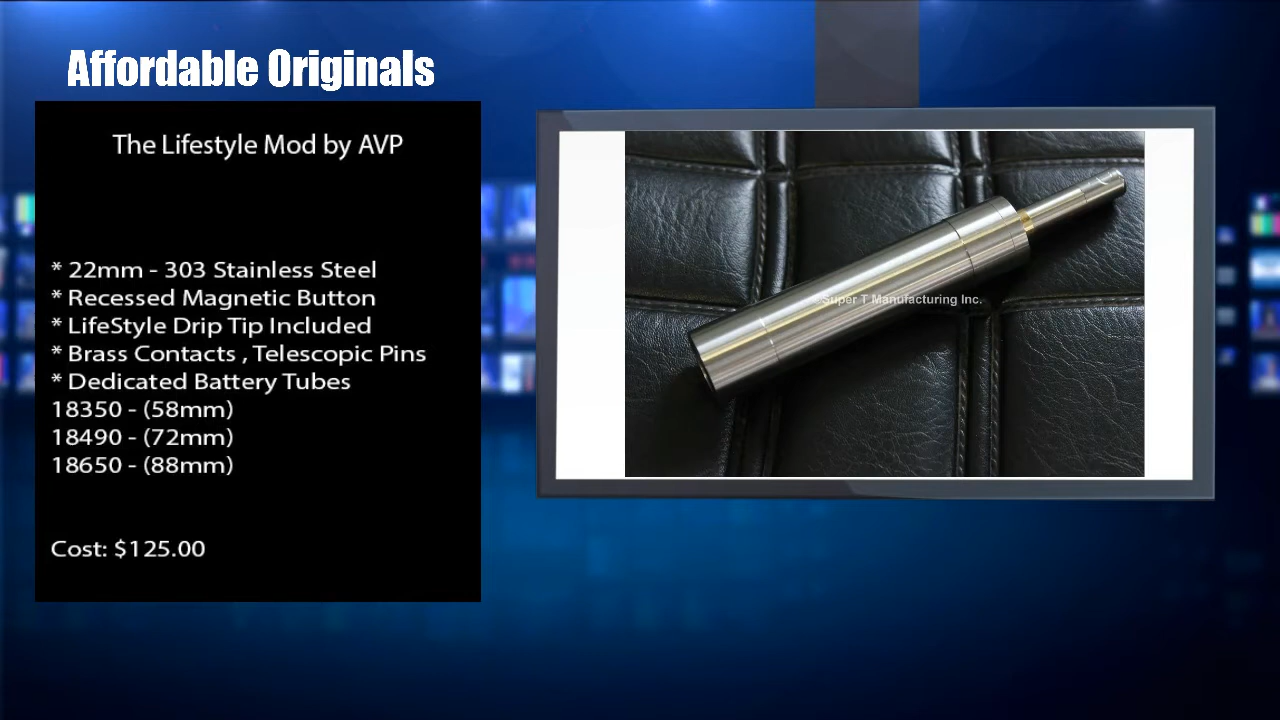 Affordable Originals
The Lifestyle Mod by AVP
* 22mm - 303 Stainless Steel
* Recessed Magnetic Button
* LifeStyle Drip Tip Included
* Brass Contacts , Telescopic Pins
* Dedicated Battery Tubes
18350 - (58mm)
18490 - (72mm)
18650 - (88mm)
Cost: $125.00
©Super T Manufacturing Inc.